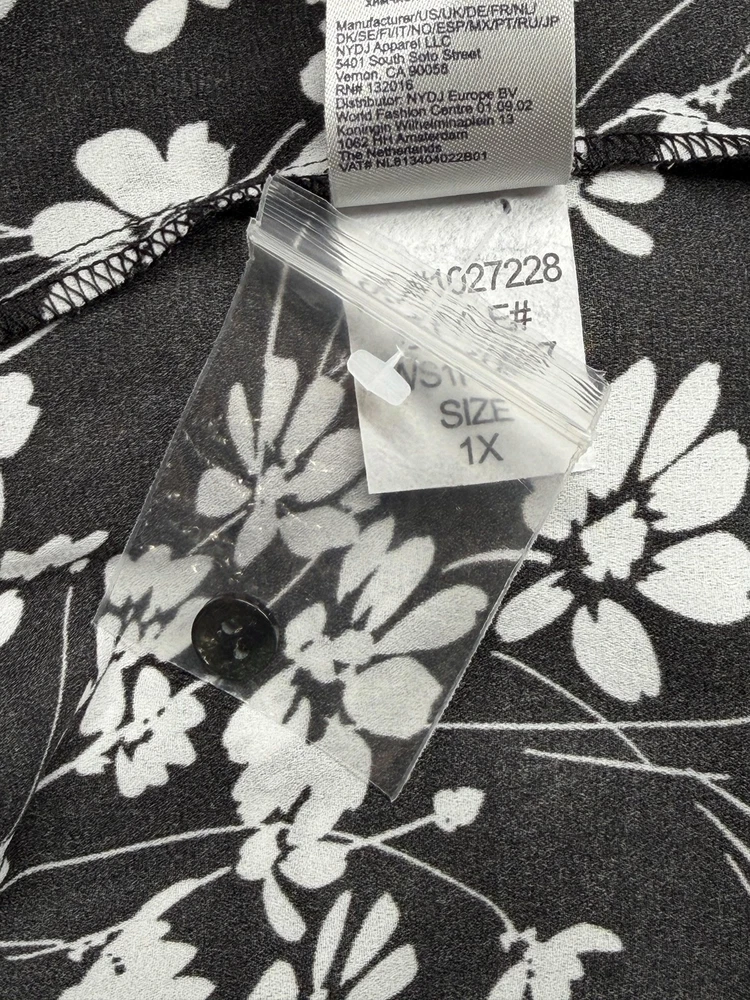 Manufacturer/US/UK/DE/FR/NL/
DK/SE/FI/IT/NO/ESP/MX/PT/RU/JP
NYDJ Apparel LLC
5401 South Soto Street
Vernon, CA 90058
RN# 132016
Distributor: NYDJ Europe BV
World Fashion Centre 01.09.02
Koningin Wilhelminaplein 13
1062 HH Amsterdam
The Netherlands
VAT# NL813404022B01
#1027228
SIZE
1X